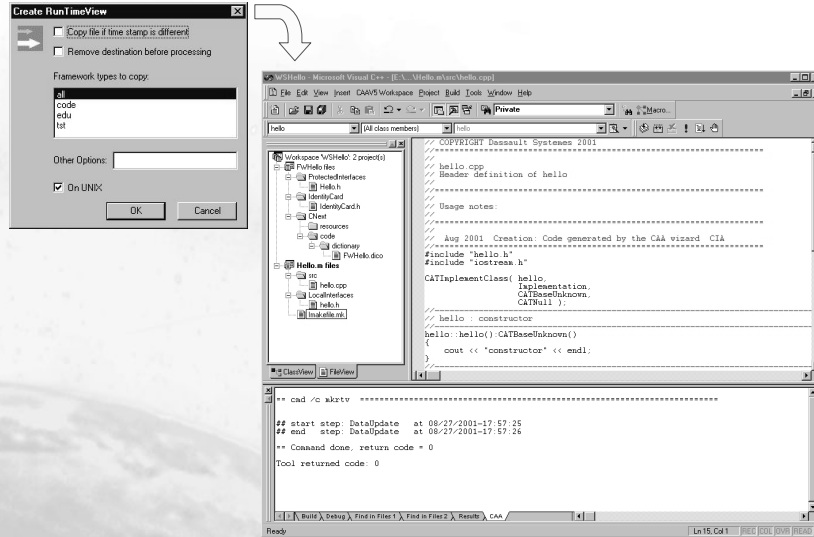 Create RunTimeView
Copy file if time stamp is different
Remove destination before processing
Framework types to copy:
all
code
edu
tst
Other Options:
On UNIX
OK Cancel
WSHello - Microsoft Visual C++ - [E:\...\Hello.m\src\hello.cpp]
File Edit View Insert CAAV5 Workspace Project Build Tools Window Help
Private Macro...
hello (All class members) hello
Workspace 'WSHello': 2 project(s)
FWHello files
ProtectedInterfaces
Hello.h
IdentityCard
IdentityCard.h
CNext
resources
code
dictionary
FWHello.dico
Hello.m files
src
hello.cpp
LocalInterfaces
hello.h
Imakefile.mk
ClassView FileView
// COPYRIGHT Dassault Systemes 2001
//===================================================================
//
// hello.cpp
// Header definition of hello
//
//===================================================================
//
// Usage notes:
//
//===================================================================
//
//  Aug 2001  Creation: Code generated by the CAA wizard  CIA
//===================================================================
#include "hello.h"
#include "iostream.h"
CATImplementClass( hello,
Implementation,
CATBaseUnknown,
CATNull );
//-------------------------------------------------------------------
// hello : constructor
//-------------------------------------------------------------------
hello::hello():CATBaseUnknown()
{
cout << "constructor" << endl;
}
//-------------------------------------------------------------------
== cmd /c mkrtv ===========================================================================
## start step: DataUpdate   at 08/27/2001-17:57:25
## end   step: DataUpdate   at 08/27/2001-17:57:26
== Command done, return code = 0
Tool returned code: 0
Build Debug Find in Files 1 Find in Files 2 Results CAA
Ready Ln 15, Col 1 REC COL OVR READ